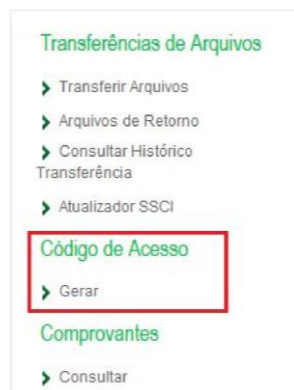 Transferências de Arquivos
Transferir Arquivos
Arquivos de Retorno
Consultar Histórico
Transferência
Atualizador SSCI
Código de Acesso
Gerar
Comprovantes
Consultar